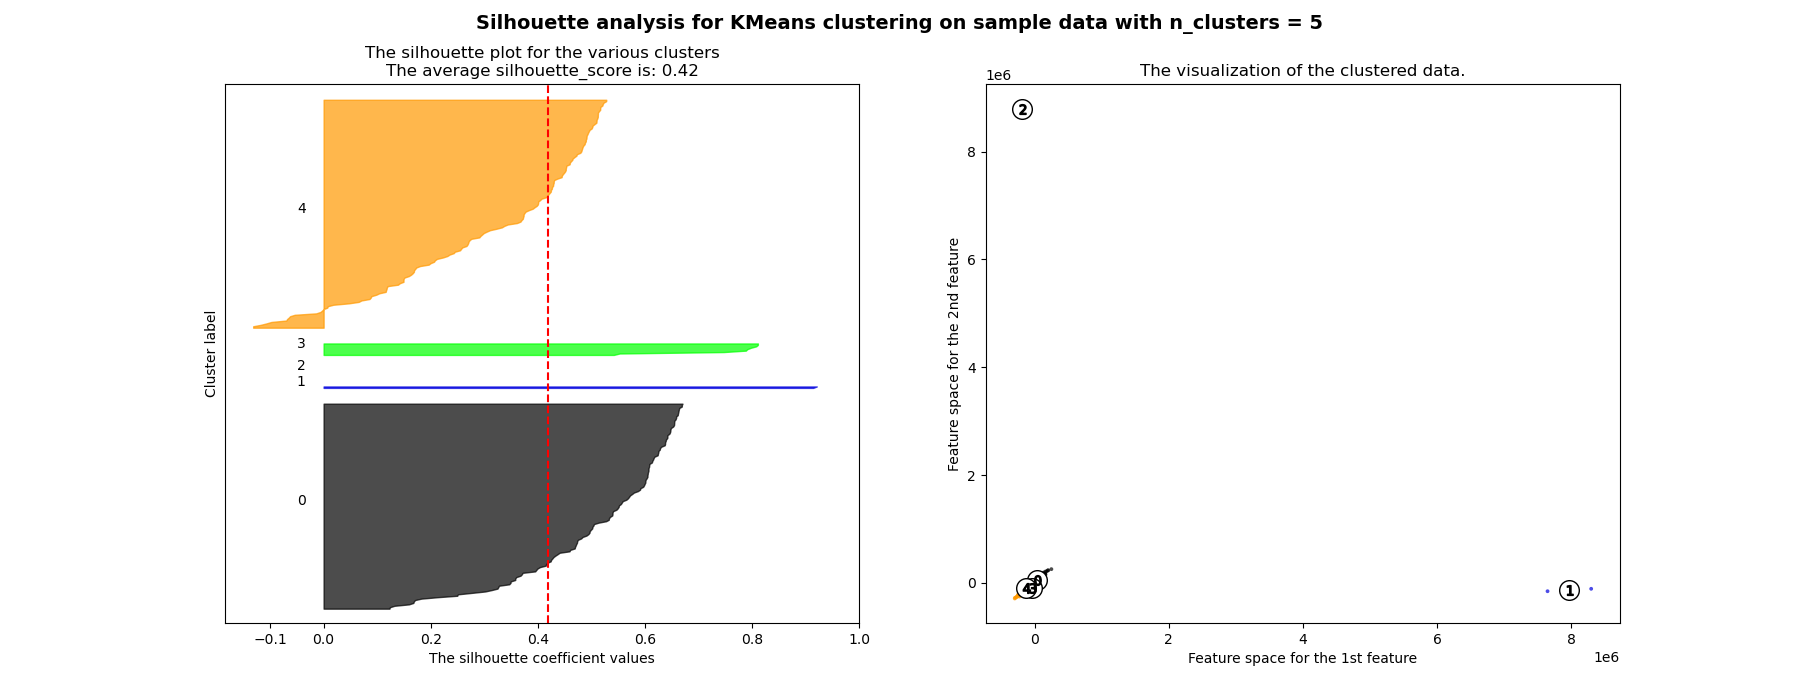 Silhouette analysis for KMeans clustering on sample data with n_clusters = 5
The silhouette plot for the various clusters
The average silhouette_score is: 0.42
4
3
2
1
0
Cluster label
−0.1
0.0
0.2
0.4
0.6
0.8
1.0
The silhouette coefficient values
The visualization of the clustered data.
1e6
8
6
4
2
0
Feature space for the 2nd feature
2
0
4
3
1
0
2
4
6
8
1e6
Feature space for the 1st feature